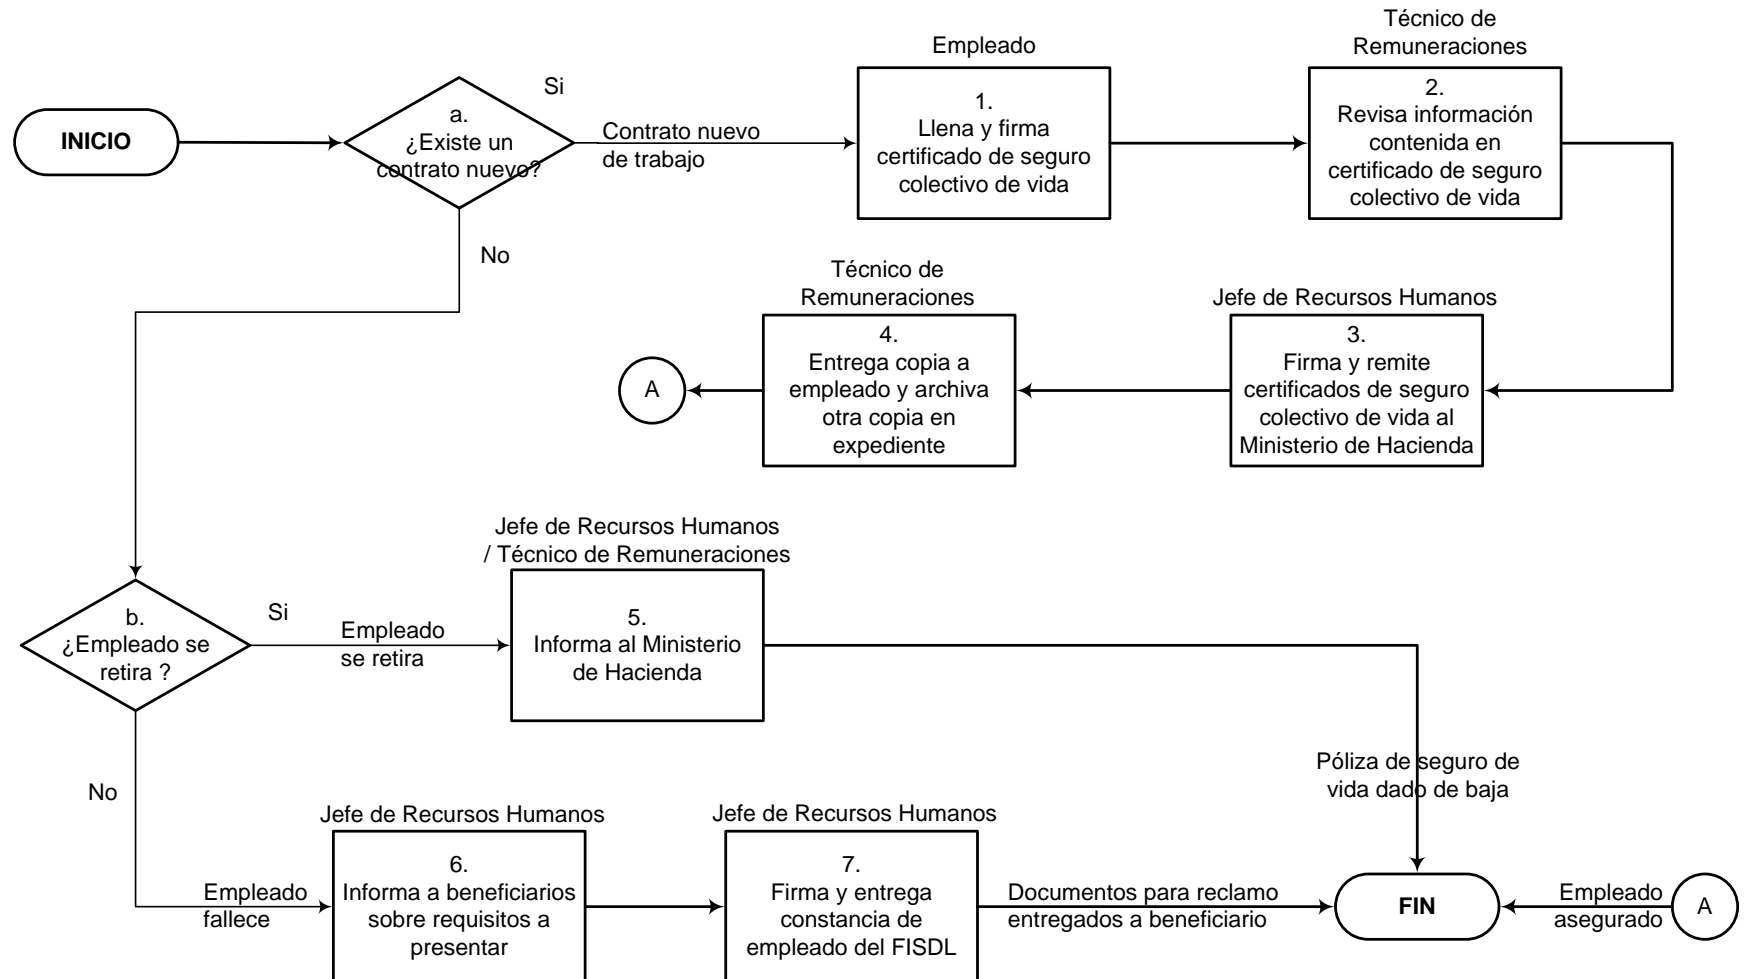 INICIO
a.
¿Existe un
contrato nuevo?
Si
Contrato nuevo
de trabajo
Empleado
1.
Llena y firma
certificado de seguro
colectivo de vida
Técnico de
Remuneraciones
2.
Revisa información
contenida en
certificado de seguro
colectivo de vida
No
Jefe de Recursos Humanos
3.
Firma y remite
certificados de seguro
colectivo de vida al
Ministerio de Hacienda
Técnico de
Remuneraciones
4.
Entrega copia a
empleado y archiva
otra copia en
expediente
A
b.
¿Empleado se
retira ?
Si
Empleado
se retira
Jefe de Recursos Humanos
/ Técnico de Remuneraciones
5.
Informa al Ministerio
de Hacienda
Póliza de seguro de
vida dado de baja
No
Empleado
fallece
Jefe de Recursos Humanos
6.
Informa a beneficiarios
sobre requisitos a
presentar
Jefe de Recursos Humanos
7.
Firma y entrega
constancia de
empleado del FISDL
Documentos para reclamo
entregados a beneficiario
FIN
Empleado
asegurado
A